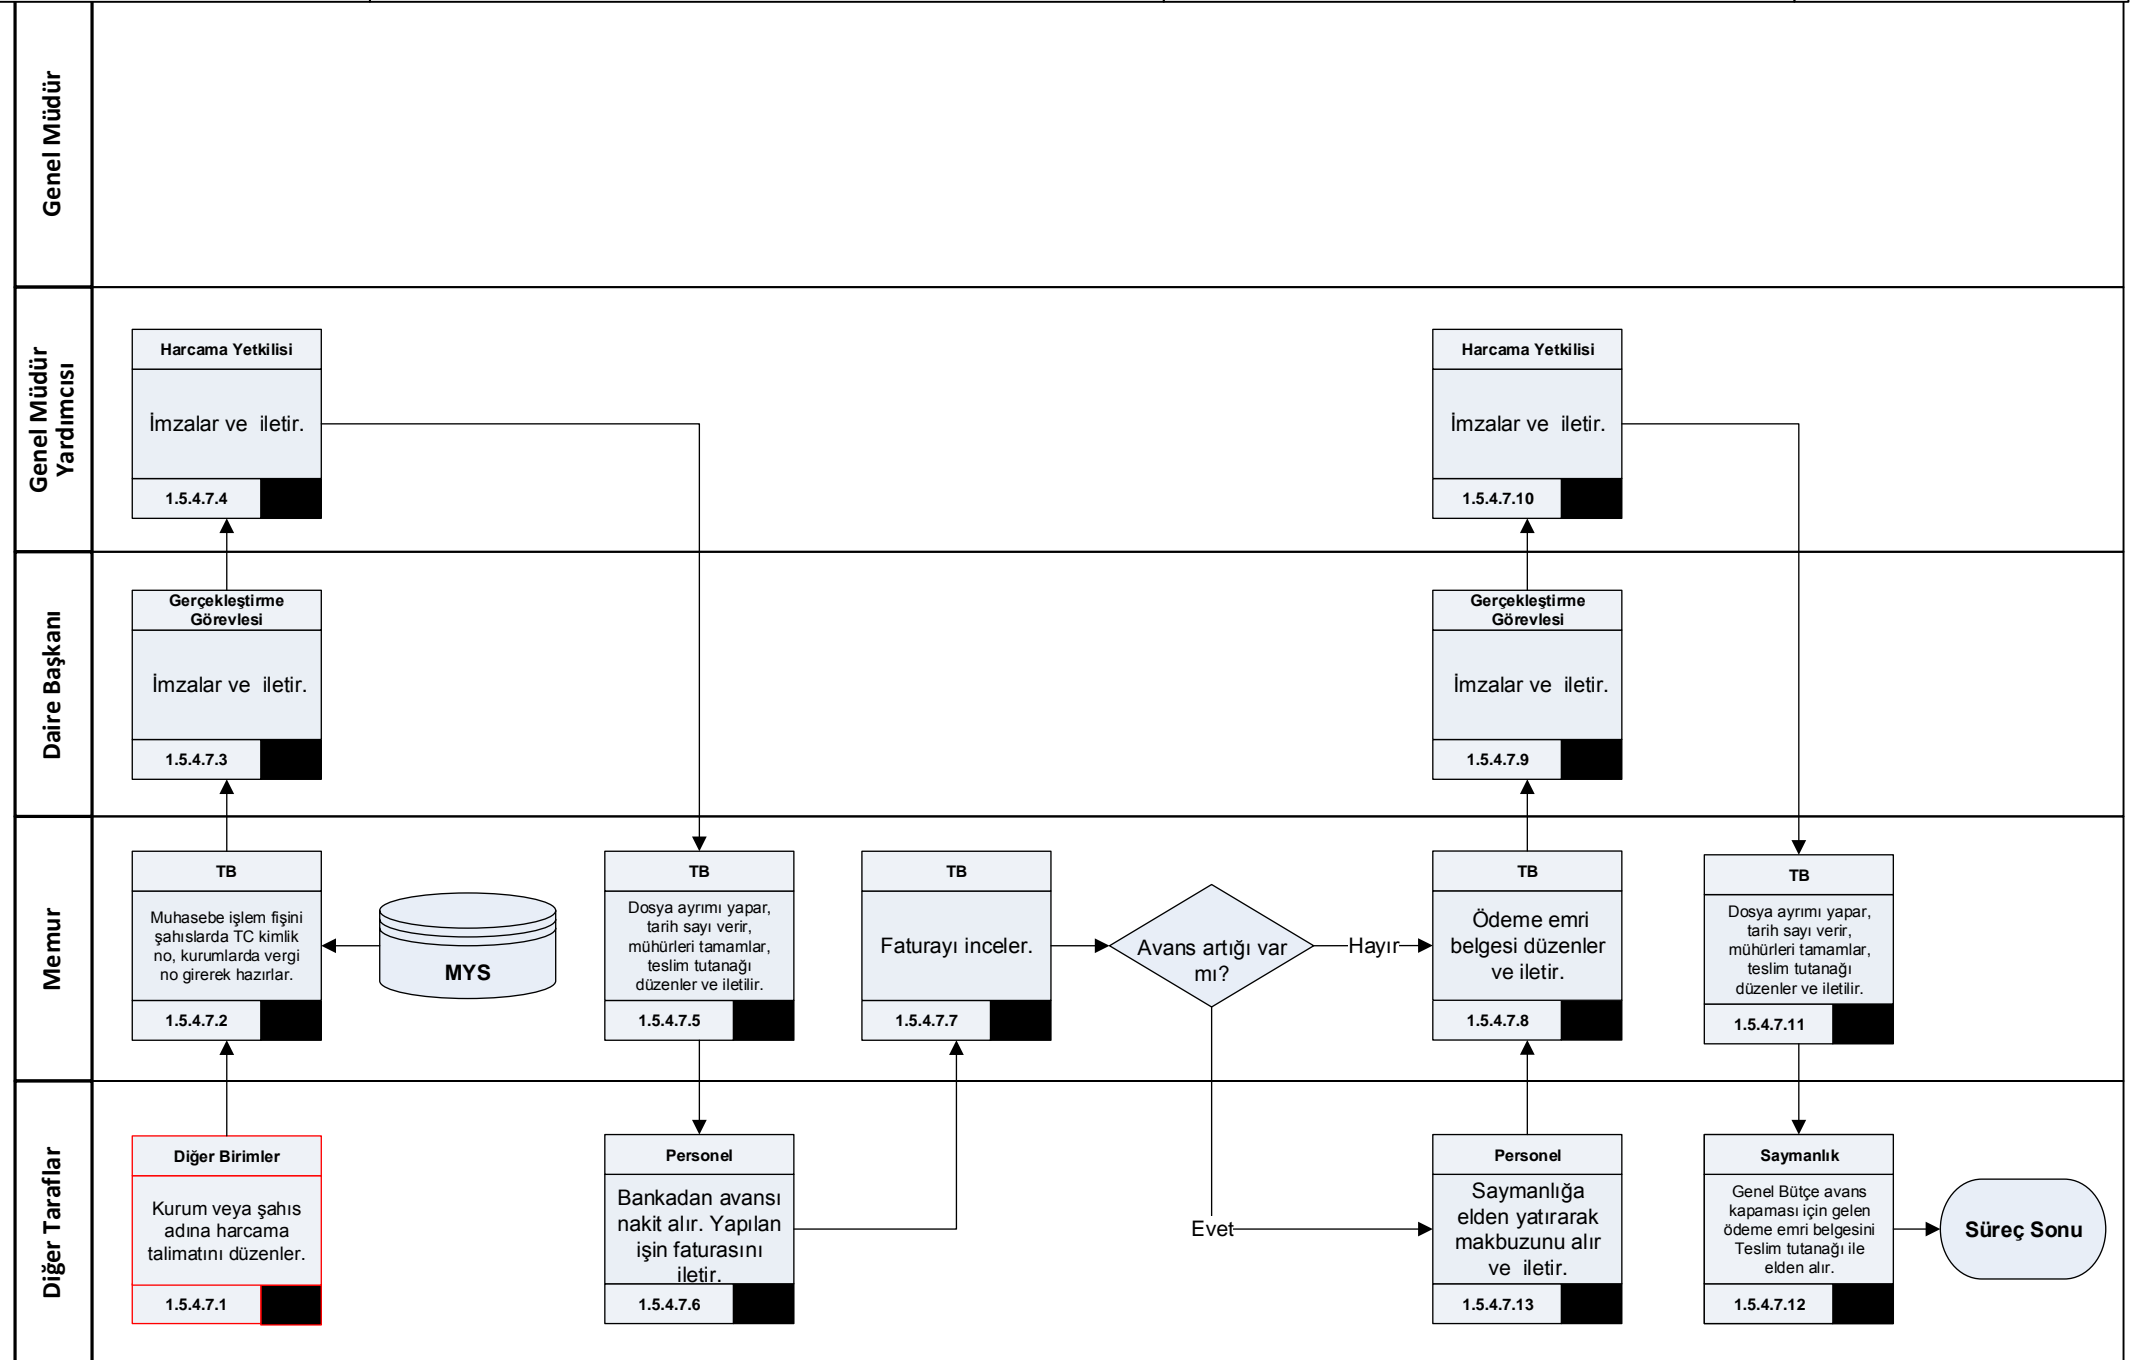 Genel Müdür
Genel Müdür
Yardımcısı
Harcama Yetkilisi
İmzalar ve iletir.
1.5.4.7.4
Harcama Yetkilisi
İmzalar ve iletir.
1.5.4.7.10
Daire Başkanı
Gerçekleştirme
Görevlesi
İmzalar ve iletir.
1.5.4.7.3
Gerçekleştirme
Görevlesi
İmzalar ve iletir.
1.5.4.7.9
Memur
TB
Muhasebe işlem fişini
şahıslarda TC kimlik
no, kurumlarda vergi
no girerek hazırlar.
1.5.4.7.2
MYS
TB
Dosya ayrımı yapar,
tarih sayı verir,
mühürleri tamamlar,
teslim tutanağı
düzenler ve iletilir.
1.5.4.7.5
TB
Faturayı inceler.
1.5.4.7.7
Avans artığı var
mı?
Hayır
TB
Ödeme emri
belgesi düzenler
ve iletir.
1.5.4.7.8
TB
Dosya ayrımı yapar,
tarih sayı verir,
mühürleri tamamlar,
teslim tutanağı
düzenler ve iletilir.
1.5.4.7.11
Diğer Taraflar
Diğer Birimler
Kurum veya şahıs
adına harcama
talimatını düzenler.
1.5.4.7.1
Personel
Bankadan avansı
nakit alır. Yapılan
işin faturasını
iletir.
1.5.4.7.6
Evet
Personel
Saymanlığa
elden yatırarak
makbuzunu alır
ve iletir.
1.5.4.7.13
Saymanlık
Genel Bütçe avans
kapaması için gelen
ödeme emri belgesini
Teslim tutanağı ile
elden alır.
1.5.4.7.12
Süreç Sonu